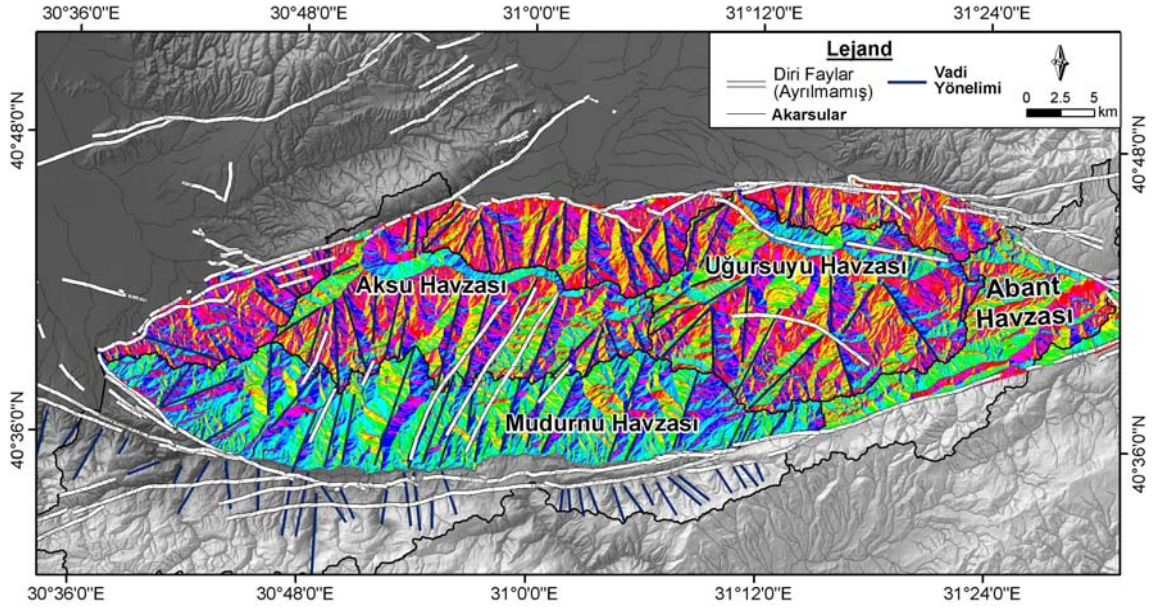 30°36'0"E 30°48'0"E 31°0'0"E 31°12'0"E 31°24'0"E
Lejand
Diri Faylar
(Ayrılmamış)
Vadi
Yönelimi
Akarsular
0 2.5 5
km
40°48'0"N
40°48'0"N
Aksu Havzası
Uğursuyu Havzası
Abant
Havzası
Mudurnu Havzası
40°36'0"N
40°36'0"N
30°36'0"E 30°48'0"E 31°0'0"E 31°12'0"E 31°24'0"E